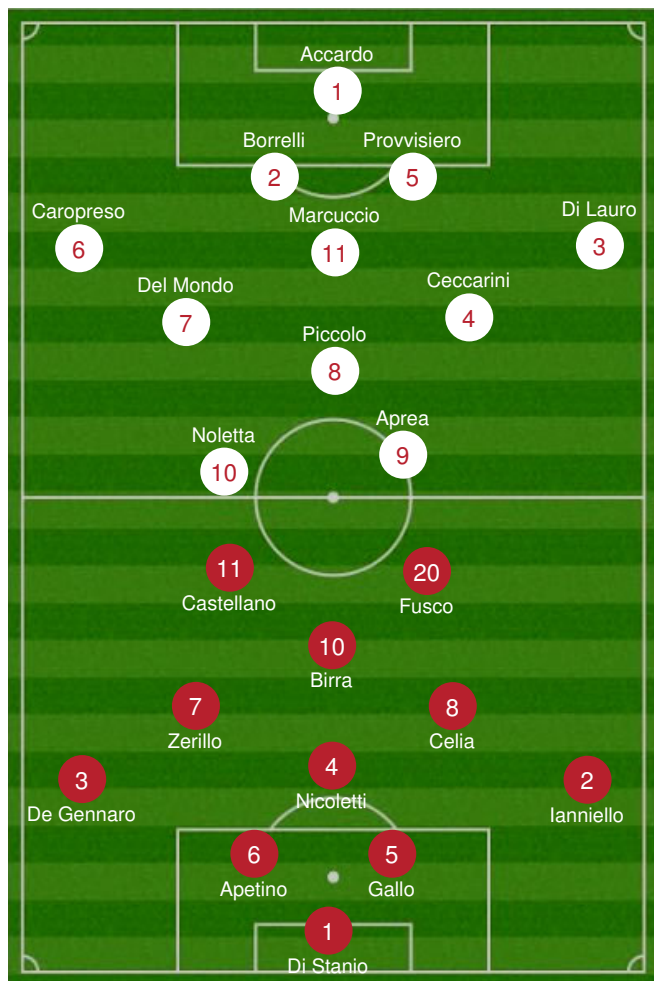 Accardo
1
Borrelli
Provvisiero
2
5
Caropreso
Marcuccio
Di Lauro
6
11
3
Del Mondo
Ceccarini
7
4
Piccolo
8
Noletta
Aprea
10
9
11
20
Castellano
Fusco
10
Birra
7
8
Zerillo
Celia
3
4
2
De Gennaro
Nicoletti
Ianniello
6
5
Apetino
Gallo
1
Di Stanio